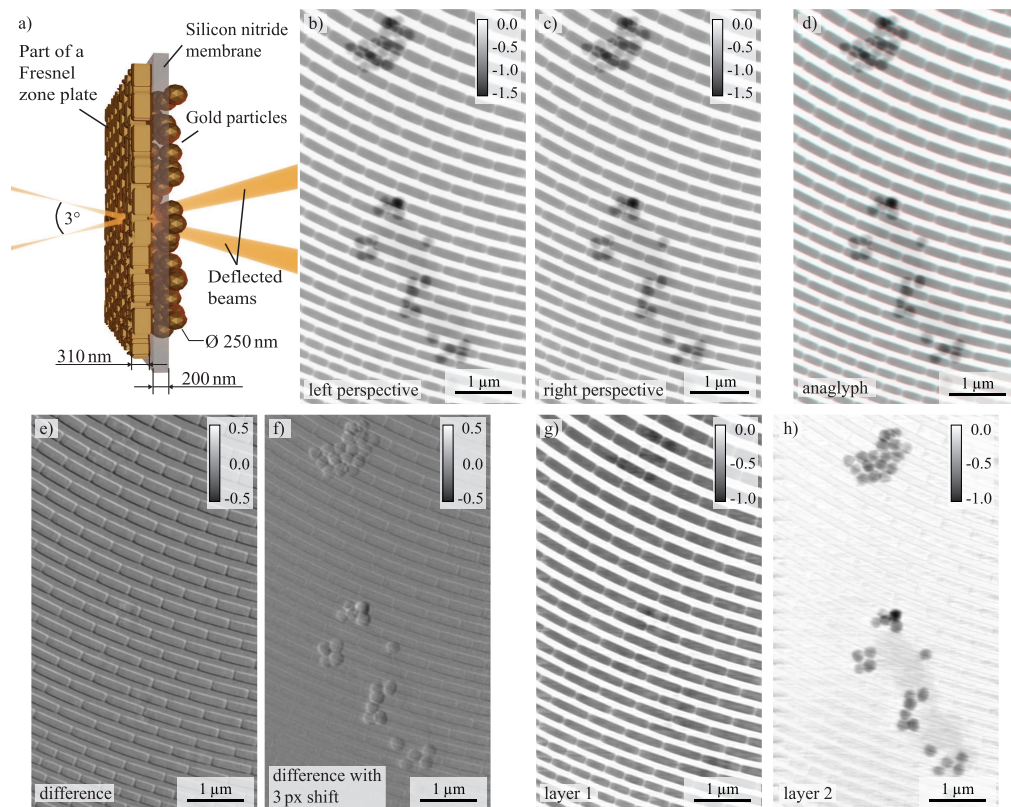 a)
Part of a
Fresnel
zone plate
Silicon nitride
membrane
Gold particles
3°
Deflected
beams
Ø 250 nm
310 nm
200 nm
b)
0.0
-0.5
-1.0
-1.5
left perspective
1 µm
c)
0.0
-0.5
-1.0
-1.5
right perspective
1 µm
d)
anaglyph
1 µm
e)
0.5
0.0
-0.5
difference
1 µm
f)
0.5
0.0
-0.5
difference with
3 px shift
1 µm
g)
0.0
-0.5
-1.0
layer 1
1 µm
h)
0.0
-0.5
-1.0
layer 2
1 µm